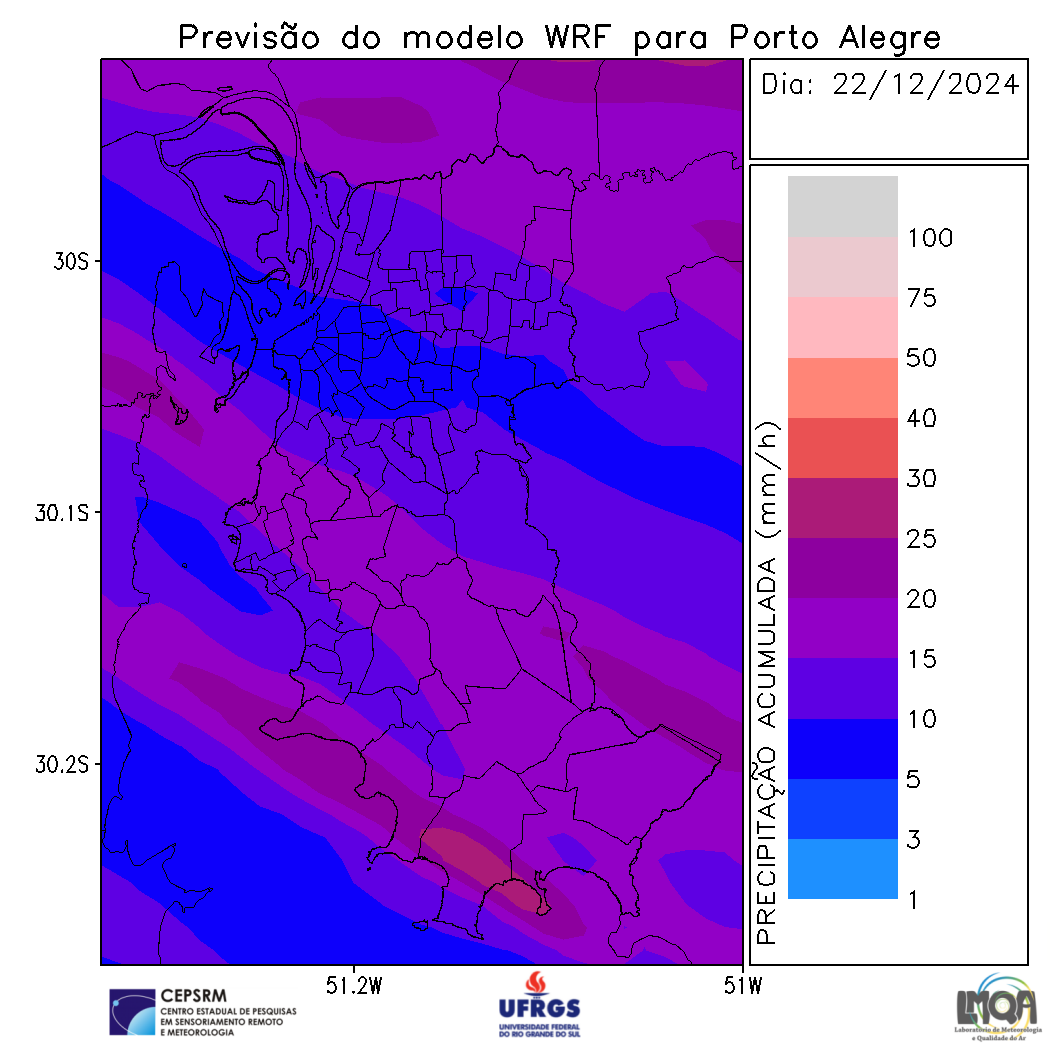 Previsão do modelo WRF para Porto Alegre
Dia: 22/12/2024
30S
30.1S
30.2S
51.2W
51W
PRECIPITAÇÃO ACUMULADA (mm/h)
100
75
50
40
30
25
20
15
10
5
3
1
CEPSRM
CENTRO ESTADUAL DE PESQUISAS
EM SENSORIAMENTO REMOTO
E METEOROLOGIA
UFRGS
UNIVERSIDADE FEDERAL
DO RIO GRANDE DO SUL
LMQA
Laboratório de Meteorologia
e Qualidade do Ar